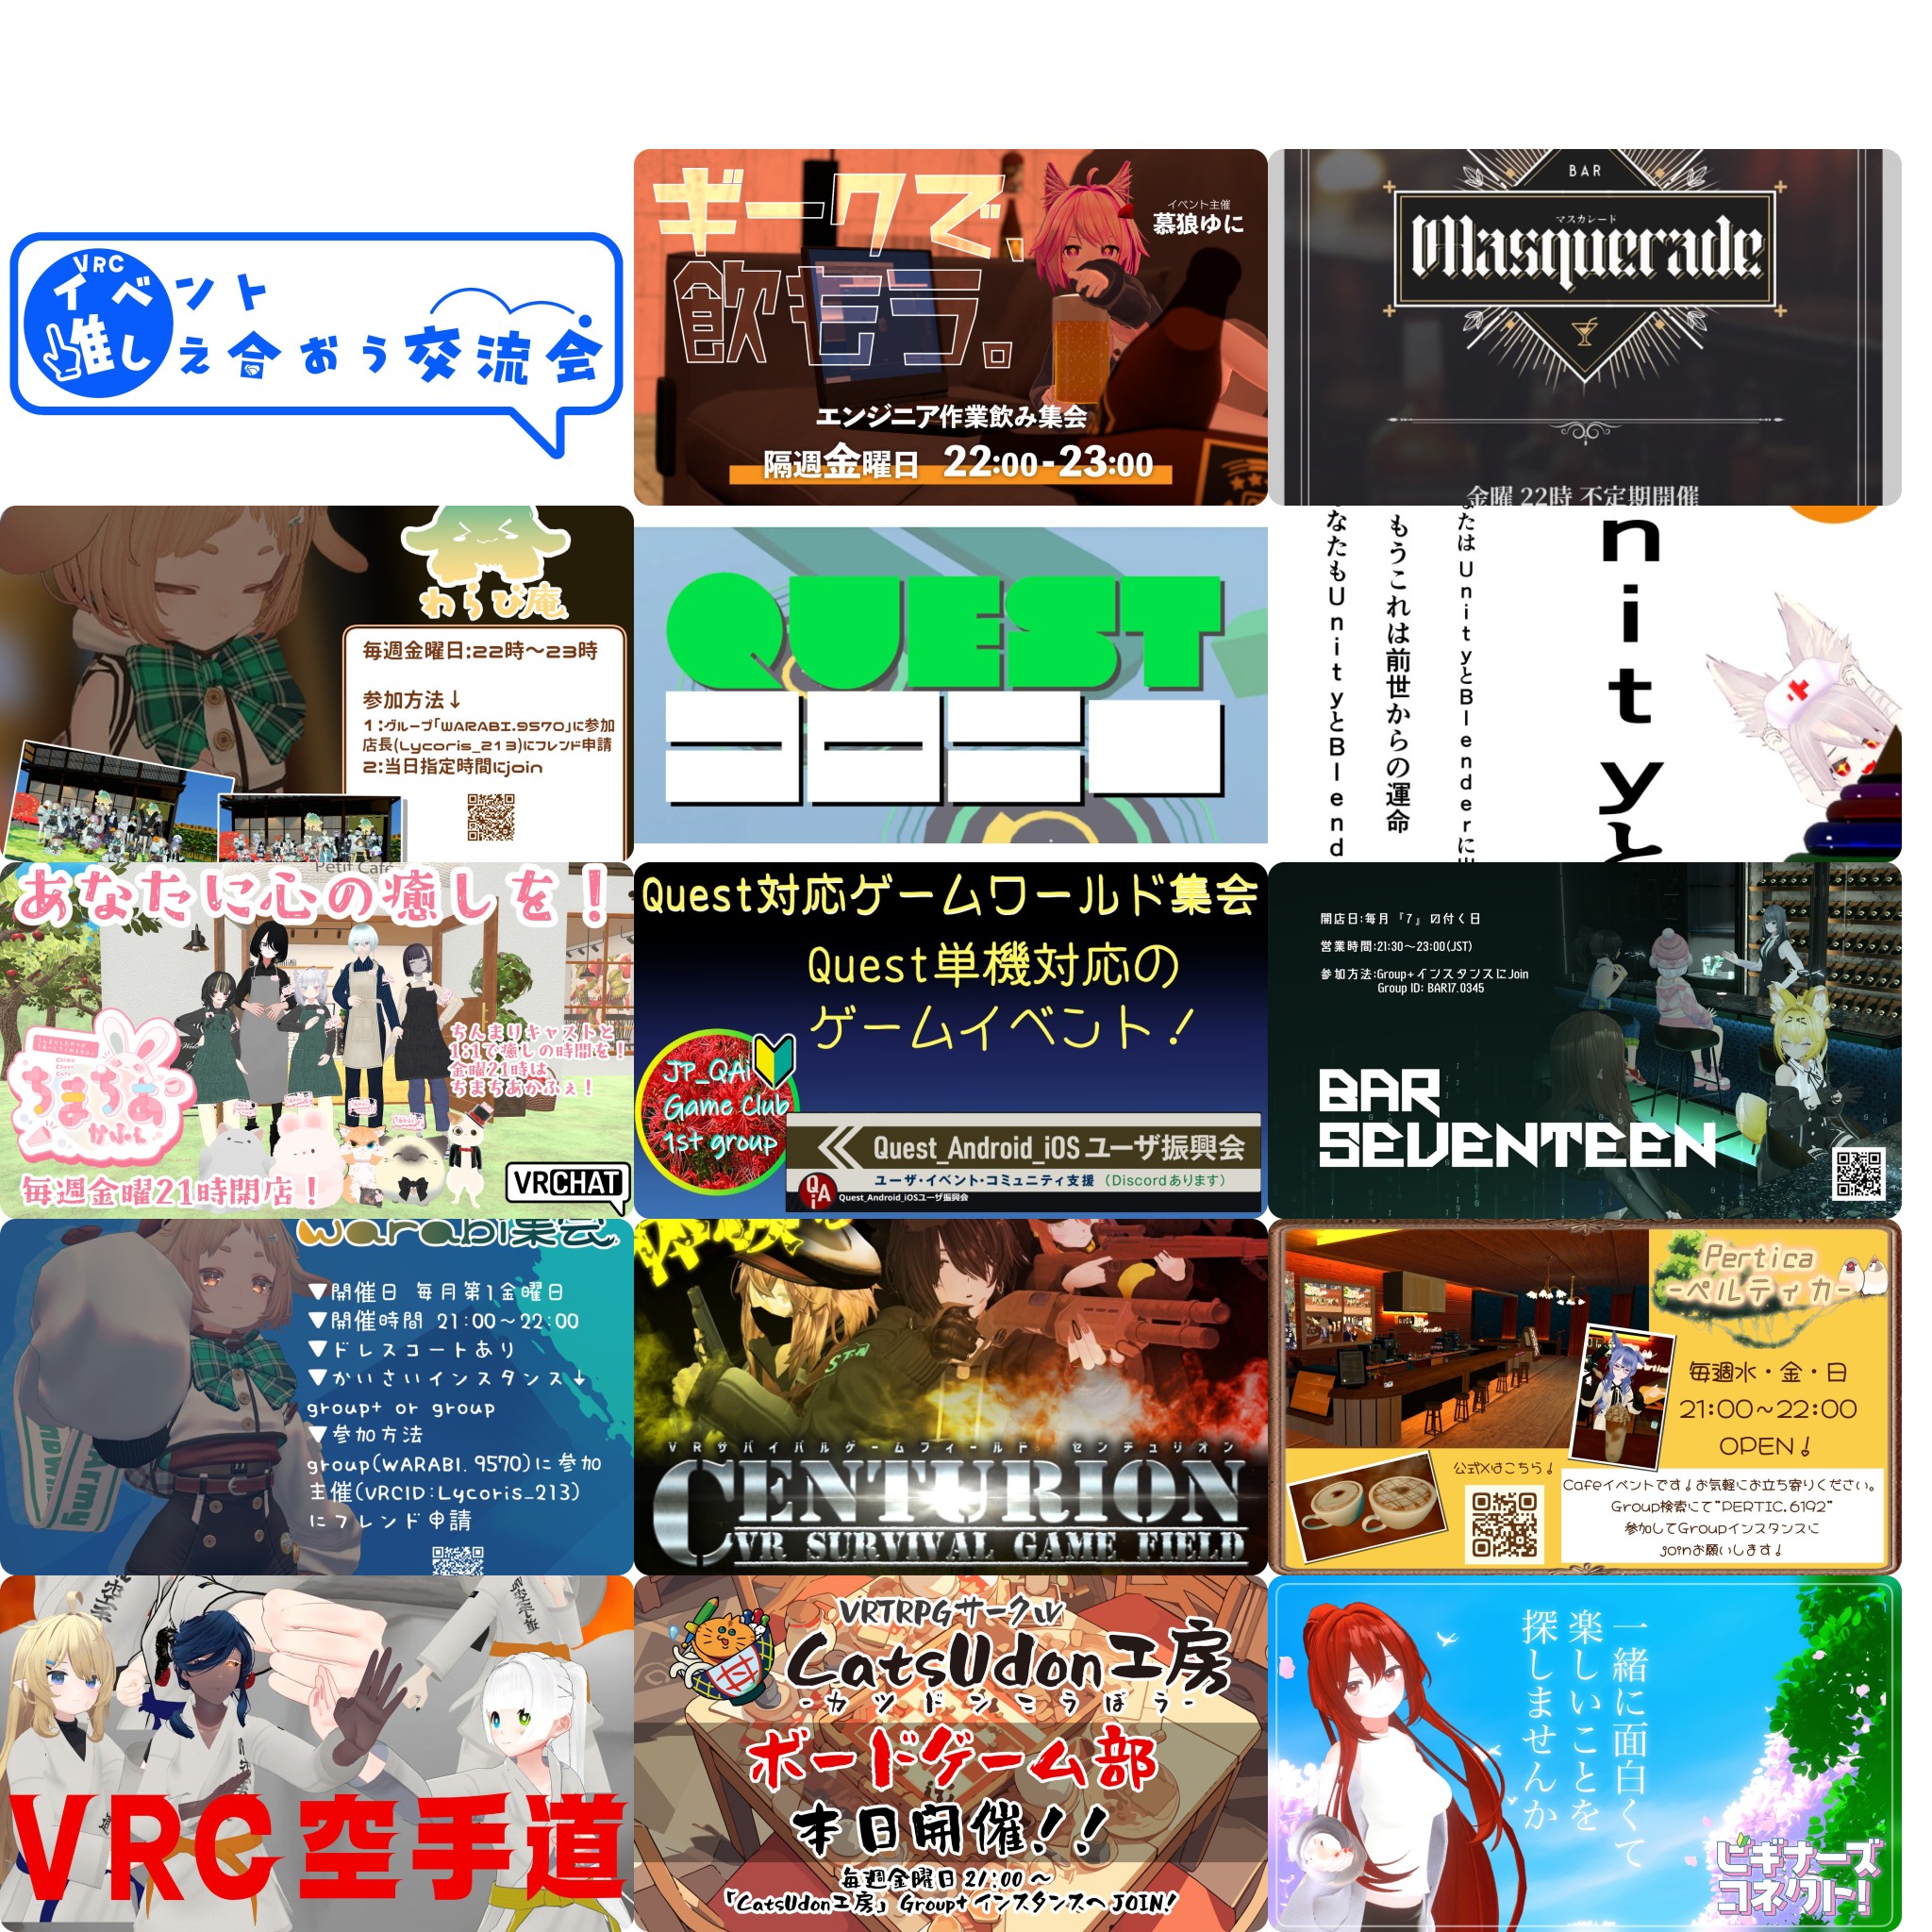 VRC
イベント
推し え合おう交流会
ギークで、
飲もう。
イベント主催
慕狼ゆに
エンジニア作業飲み集会
隔週金曜日 22:00-23:00
BAR
マスカレード
Masquerade
金曜 22時 不定期開催
わらび庵
毎週金曜日:22時～23時
参加方法↓
1:グループ「WARABI.9570」に参加
店長(Lycoris_213)にフレンド申請
2:当日指定時間にjoin
QUEST
nityと
たは UnityとBlenderに
もうこれは前世からの運命
なたもUnityとBlend
Petit Cafe
あなたに心の癒しを！
ちんまりキャストと
1:1で癒しの時間を！
金曜21時は
ちまちあかふぇ！
ちまちあ
かふぇ
毎週金曜21時開店！
VRCHAT
Quest対応ゲームワールド集会
Quest単機対応の
ゲームイベント！
JP_QAi
Game Club
1st group
Quest_Android_iOS ユーザ振興会
ユーザ・イベント・コミュニティ支援（Discordあります）
QAi
Quest_Android_iOSユーザ振興会
開店日:毎月『7』の付く日
営業時間:21:30～23:00(JST)
参加方法:Group+インスタンスにJoin
Group ID: BAR17.0345
BAR
SEVENTEEN
warabi集会
▼開催日 毎月第1金曜日
▼開催時間 21:00～22:00
▼ドレスコートあり
▼かいさいインスタンス↓
group+ or group
▼参加方法
group(WARABI. 9570)に参加
主催(VRCID:Lycoris_213)
にフレンド申請
体験
VRサバイバルゲームフィールド センチュリオン
CENTURION
VR SURVIVAL GAME FIELD
Pertica
-ペルティカ-
毎週水・金・日
21:00～22:00
OPEN！
公式Xはこちら！
Cafeイベントです！お気軽にお立ち寄りください。
Group検索にて"PERTIC.6192"
参加してGroupインスタンスに
joinお願いします！
VRC空手道
VRTRPGサークル
CatsUdon工房
-カツドンこうぼう-
ボードゲーム部
本日開催!!
毎週金曜日21:00～
「CatsUdon工房」Group+インスタンスへJOIN!
一緒に面白くて
楽しいことを
探しませんか
ビギナーズ
コネクト！